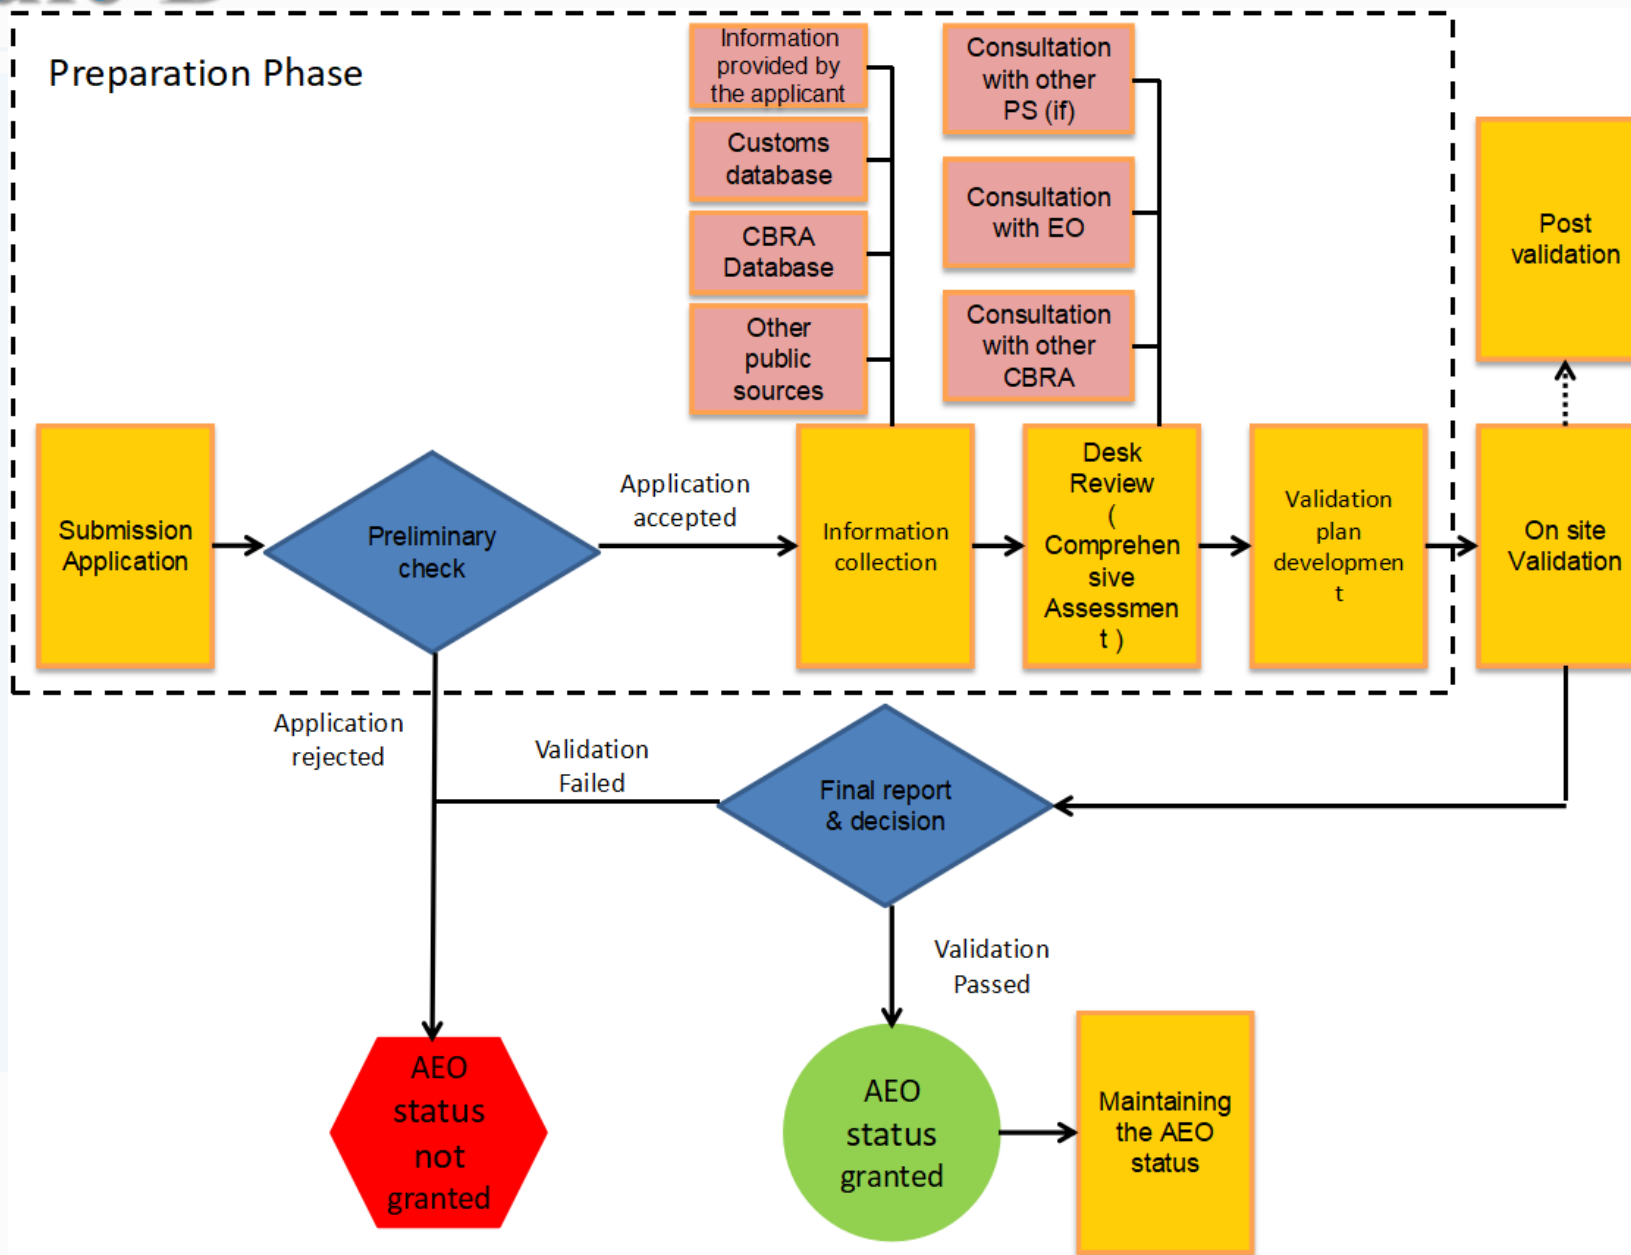 Preparation Phase
Information
provided by
the applicant
Customs
database
CBRA
Database
Other
public
sources
Consultation
with other
PS (if)
Consultation
with EO
Consultation
with other
CBRA
Post
validation
Submission
Application
Preliminary
check
Application
accepted
Information
collection
Desk
Review
(
Comprehen
sive
Assessmen
t )
Validation
plan
developmen
t
On site
Validation
Application
rejected
Validation
Failed
Final report
& decision
Validation
Passed
AEO
status
not
granted
AEO
status
granted
Maintaining
the AEO
status